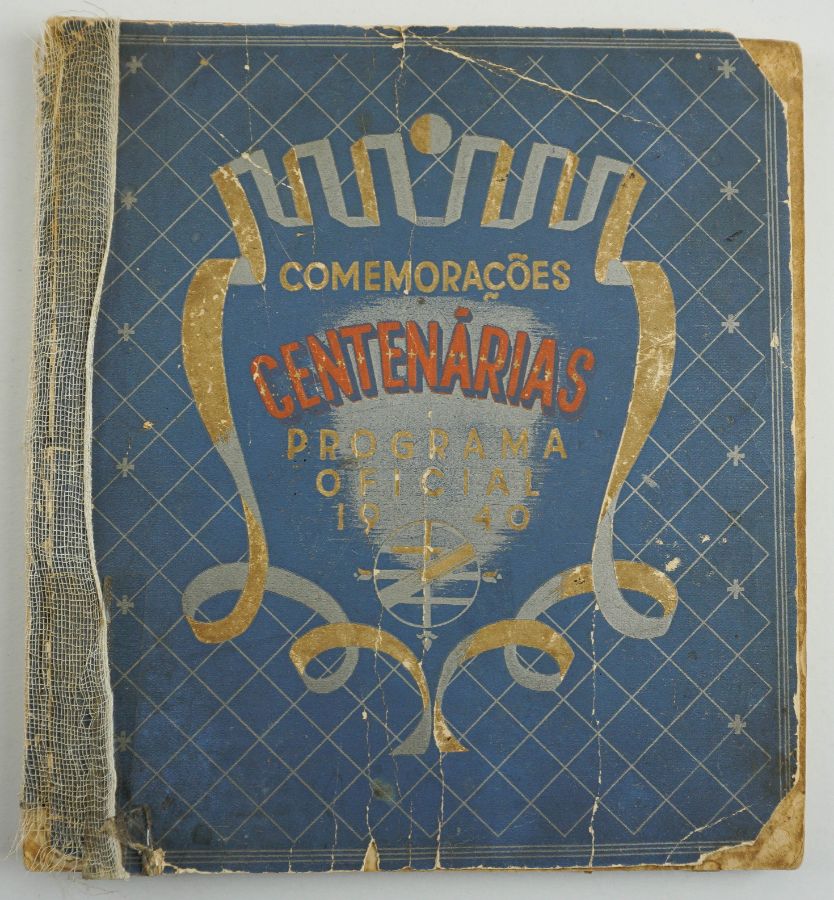 COMEMORAÇÕES
CENTENÁRIAS
PROGRAMA
OFICIAL
1940